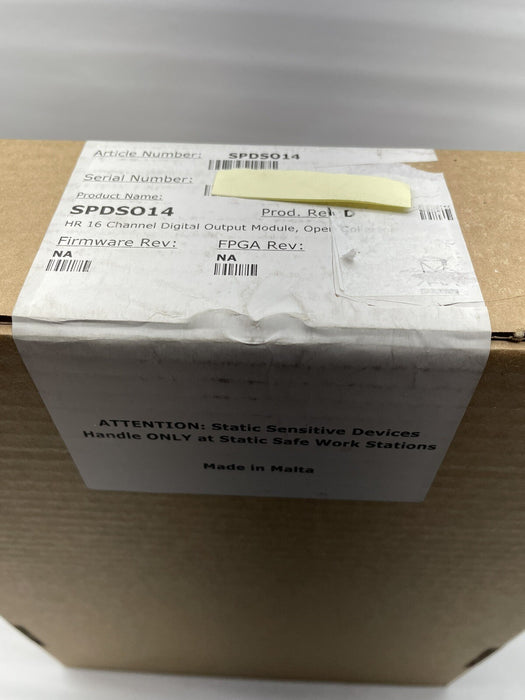 Article Number: SPDSO14
Serial Number:
Product Name:
SPDSO14 Prod. Rev D
HR 16 Channel Digital Output Module, Open
Firmware Rev: FPGA Rev:
NA NA
ATTENTION: Static Sensitive Devices
Handle ONLY at Static Safe Work Stations
Made in Malta